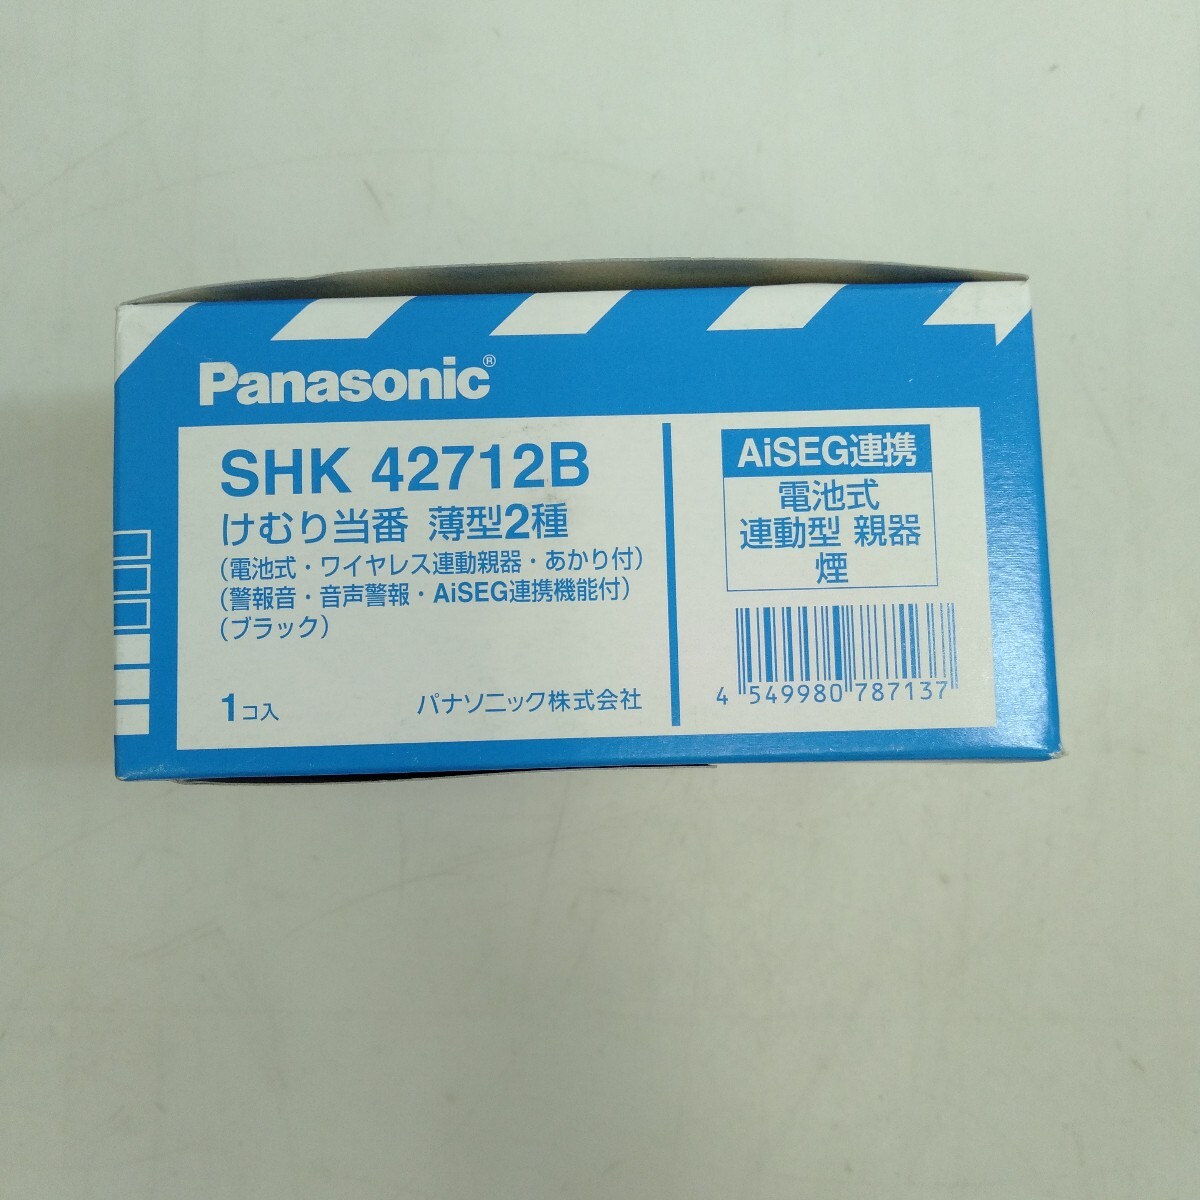 Panasonic®
SHK 42712B
けむり当番 薄型2種
(電池式・ワイヤレス連動親器・あかり付)
(警報音・音声警報・AiSEG連携機能付)
(ブラック)
1コ入
パナソニック株式会社
AiSEG連携
電池式
連動型 親器
煙
4 549980 787137